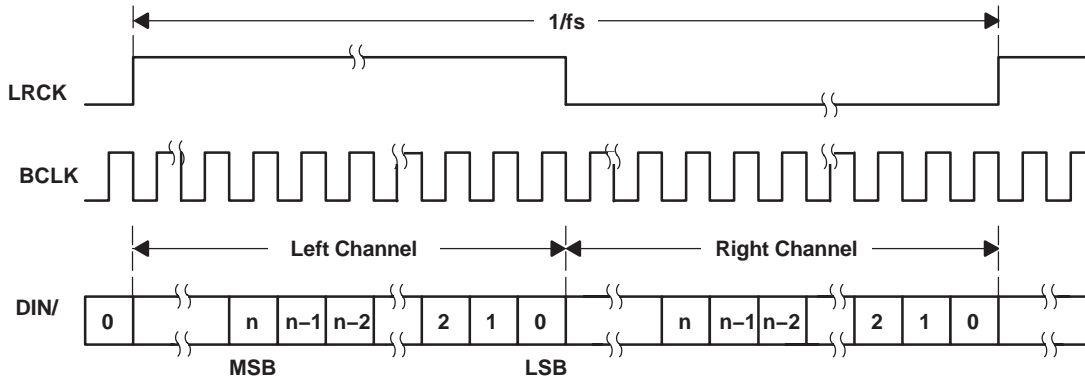 1/fs
LRCK
BCLK
Left Channel Right Channel
DIN/ 0 n n−1 n−2 2 1 0 n n−1 n−2 2 1 0
MSB LSB